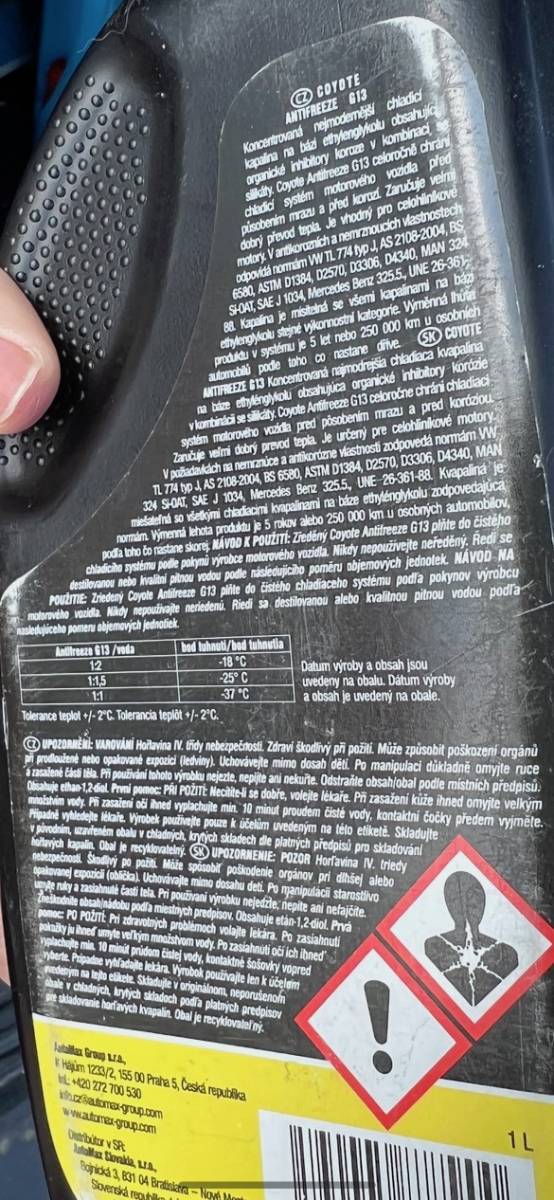 CZ COYOTE
ANTIFREEZE G13
Koncentrovaná nejmodernější chladicí
kapalina na bázi ethylenglykolu obsahující
organické inhibitory koroze v kombinaci se
silikáty. Coyote Antifreeze G13 celoročně chrání
chladicí systém motorového vozidla před
působením mrazu a před korozí. Zaručuje velmi
dobrý převod tepla. Je vhodný pro celohliníkové
motory. V antikorozních a nemrznoucích vlastnostech
odpovídá normám VW TL 774 typ J, AS 2108-2004, BS
6580, ASTM D1384, D2570, D3306, D4340, MAN 324
SI-OAT, SAE J 1034, Mercedes Benz 325.5., UNE 26-361-
88. Kapalina je mísitelná se všemi kapalinami na bázi
ethylenglykolu stejné výkonnostní kategorie. Výměnná lhůta
produktu v systému je 5 let nebo 250 000 km u osobních
automobilů podle toho co nastane dříve. SK COYOTE
ANTIFREEZE G13 Koncentrovaná najmodrejšia chladiaca kvapalina
na báze ethylénglykolu obsahujúca organické inhibitory korózie
v kombinácii se silikáty. Coyote Antifreeze G13 celoročne chráni chladiaci
systém motorového vozidla pred pôsobením mrazu a pred koróziou.
Zaručuje velmi dobrý prevod tepla. Je určený pre celohliníkové motory.
V požiadavkách na nemrznúce a antikorózne vlastnosti zodpovedá normám VW
TL 774 typ J, AS 2108-2004, BS 6580, ASTM D1384, D2570, D3306, D4340, MAN
324 SI-OAT, SAE J 1034, Mercedes Benz 325.5., UNE 26-361-88. Kvapalina je
miešateľná so všetkými chladiacimi kvapalinami na báze ethylénglykolu zodpovedajúca
normám. Výmenná lehota produktu je 5 rokov alebo 250 000 km u osobných automobilov,
podľa toho čo nastane skorej. NÁVOD K POUŽITÍ: Zředěný Coyote Antifreeze G13 plňte do čistého
chladicího systému podle pokynů výrobce motorového vozidla. Nikdy nepoužívejte neředěný. Ředí se
destilovanou nebo kvalitní pitnou vodou podle následujícího poměru objemových jednotek. NÁVOD NA
POUŽITIE: Zriedený Coyote Antifreeze G13 plňte do čistého chladiaceho systému podľa pokynov výrobcu
motorového vozidla. Nikdy nepoužívajte neriedenú. Riedi sa destilovanou alebo kvalitnou pitnou vodou podľa
nasledujúceho pomeru objemových jednotiek.
Antifreeze G13 /voda bod tuhnutí/bod tuhnutia
1:2 -18 °C
1:1,5 -25° C
1:1 -37 °C
Datum výroby a obsah jsou
uvedeny na obalu. Dátum výroby
a obsah je uvedený na obale.
Tolerance teplot +/- 2°C. Tolerancia teplôt +/- 2°C.
CZ UPOZORNĚNÍ: VAROVÁNÍ Hořlavina IV. třídy nebezpečnosti. Zdraví škodlivý při požití. Může způsobit poškození orgánů
při prodloužené nebo opakované expozici (ledviny). Uchovávejte mimo dosah dětí. Po manipulaci důkladně omyjte ruce
a zasažené části těla. Při používání tohoto výrobku nejezte, nepijte ani nekuřte. Odstraňte obsah/obal podle místních předpisů.
Obsahuje ethan-1,2-diol. První pomoc: PŘI POŽITÍ: Necítíte-li se dobře, volejte lékaře. Při zasažení kůže ihned omyjte velkým
množstvím vody. Při zasažení očí ihned vyplachujte min. 10 minut proudem čisté vody, kontaktní čočky předem vyjměte.
Případně vyhledejte lékaře. Výrobek používejte pouze k účelům uvedeným na této etiketě. Skladujte
v původním, uzavřeném obalu v chladných, krytých skladech dle platných předpisů pro skladování
hořlavých kapalin. Obal je recyklovatelný. SK UPOZORNENIE: POZOR Horľavina IV. triedy
nebezpečnosti. Škodlivý po požití. Môže spôsobiť poškodenie orgánov pri dlhšej alebo
opakovanej expozícii (oblička). Uchovávajte mimo dosahu detí. Po manipulácii starostlivo
umyte ruky a zasiahnuté časti tela. Pri používaní výrobku nejedzte, nepite ani nefajčite.
Zneškodnite obsah/nádobu podľa miestnych predpisov. Obsahuje etán-1,2-diol. Prvá
pomoc: PO POŽITÍ: Pri zdravotných problémoch volajte lekára. Po zasiahnutí
pokožky ju ihneď umyte veľkým množstvom vody. Po zasiahnutí očí ich ihneď
vyplachujte min. 10 minút prúdom čistej vody, kontaktné šošovky vopred
vyberte. Prípadne vyhľadajte lekára. Výrobok používajte len k účelom
uvedeným na tejto etikete. Skladujte v originálnom, neporušenom
obale v chladných, krytých skladoch podľa platných predpisov
pre skladovanie horľavých kvapalín. Obal je recyklovateľný.
AutoMax Group s.r.o.,
K Hájům 1233/2, 155 00 Praha 5, Česká republika
tel.: +420 272 700 530
info.cz@automax-group.com
www.automax-group.com
Distribútor v SR:
AutoMax Slovakia, s.r.o.,
Bojnická 3, 831 04 Bratislava – Nové
Slovenská republika
1 L